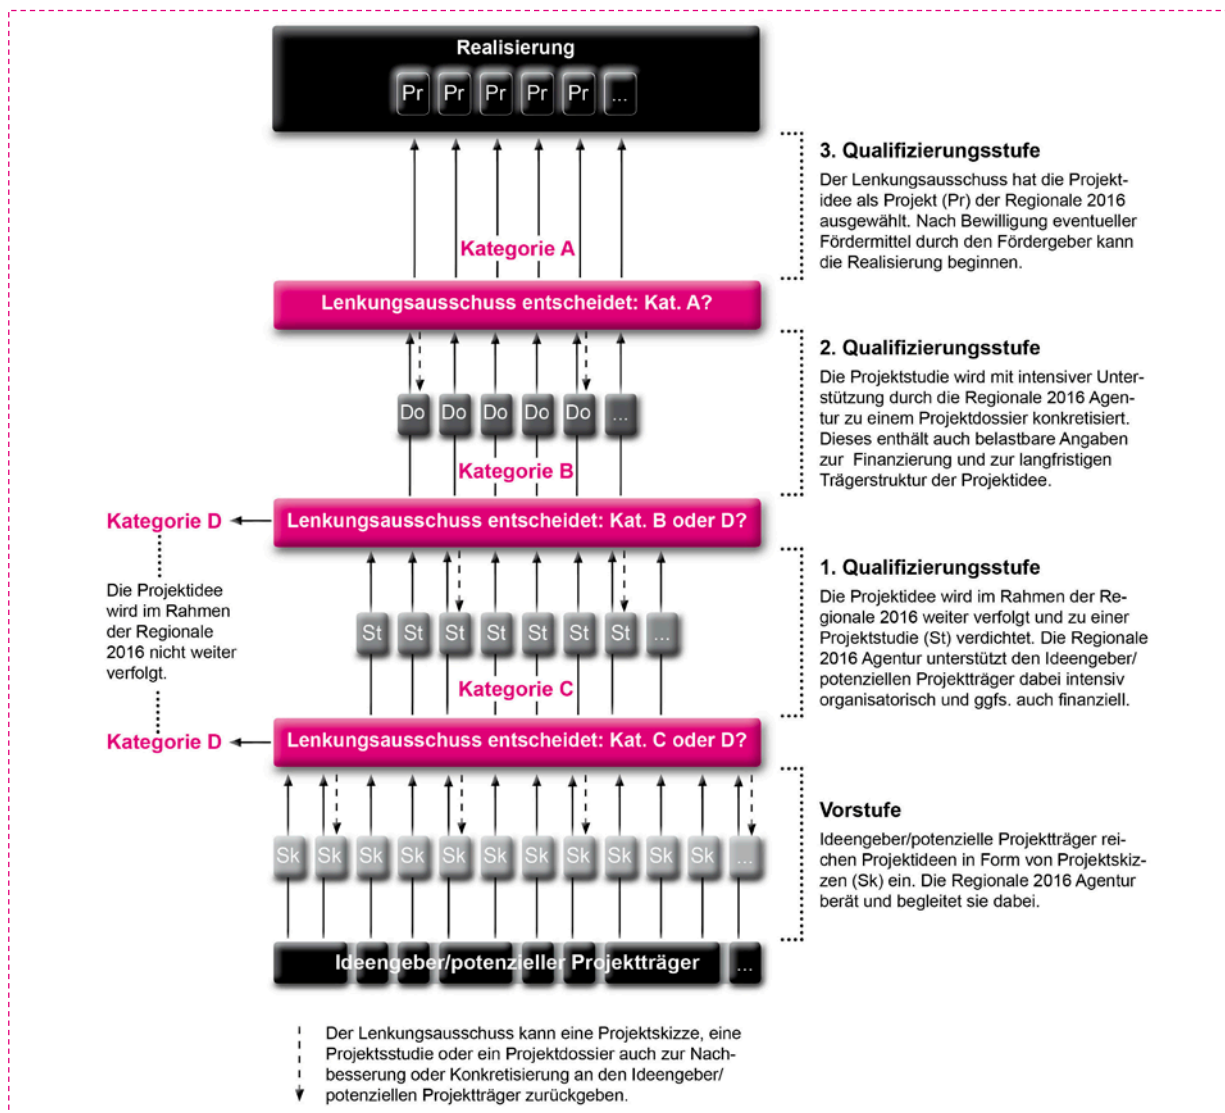 Realisierung
Pr Pr Pr Pr Pr ...
3. Qualifizierungsstufe
Der Lenkungsausschuss hat die Projekt-
idee als Projekt (Pr) der Regionale 2016
ausgewählt. Nach Bewilligung eventueller
Fördermittel durch den Fördergeber kann
die Realisierung beginnen.
Kategorie A
Lenkungsausschuss entscheidet: Kat. A?
2. Qualifizierungsstufe
Die Projektstudie wird mit intensiver Unter-
stützung durch die Regionale 2016 Agen-
tur zu einem Projektdossier konkretisiert.
Dieses enthält auch belastbare Angaben
zur Finanzierung und zur langfristigen
Trägerstruktur der Projektidee.
Do Do Do Do Do ...
Kategorie B
Kategorie D
Lenkungsausschuss entscheidet: Kat. B oder D?
Die Projektidee
wird im Rahmen
der Regionale
2016 nicht weiter
verfolgt.
1. Qualifizierungsstufe
Die Projektidee wird im Rahmen der Re-
gionale 2016 weiter verfolgt und zu einer
Projektstudie (St) verdichtet. Die Regionale
2016 Agentur unterstützt den Ideengeber/
potenziellen Projektträger dabei intensiv
organisatorisch und ggfs. auch finanziell.
St St St St St St St ...
Kategorie C
Kategorie D
Lenkungsausschuss entscheidet: Kat. C oder D?
Vorstufe
Ideengeber/potenzielle Projektträger rei-
chen Projektideen in Form von Projektskiz-
zen (Sk) ein. Die Regionale 2016 Agentur
berät und begleitet sie dabei.
Sk Sk Sk Sk Sk Sk Sk Sk Sk Sk Sk ...
Ideengeber/potenzieller Projektträger ...
Der Lenkungsausschuss kann eine Projektskizze, eine
Projektsstudie oder ein Projektdossier auch zur Nach-
besserung oder Konkretisierung an den Ideengeber/
potenziellen Projektträger zurückgeben.